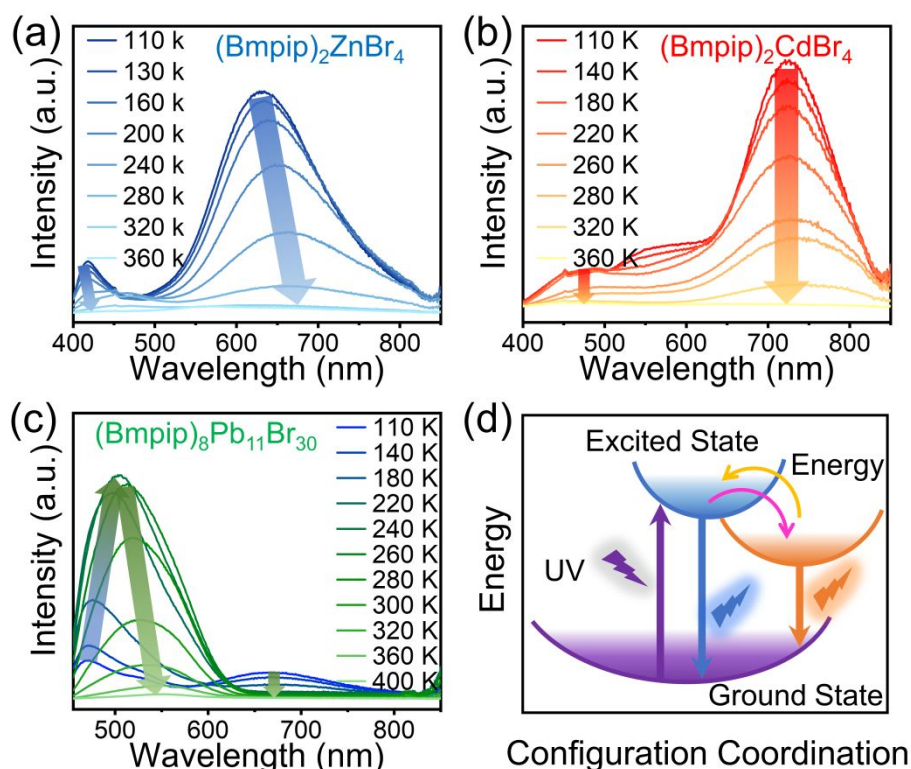 (a)
(Bmpip)₂ZnBr₄
110 k
130 k
160 k
200 k
240 k
280 k
320 k
360 k
Intensity (a.u.)
400 500 600 700 800
Wavelength (nm)
(b)
(Bmpip)₂CdBr₄
110 K
140 K
180 K
220 K
260 K
280 K
320 K
360 K
Intensity (a.u.)
400 500 600 700 800
Wavelength (nm)
(c)
(Bmpip)₈Pb₁₁Br₃₀
110 K
140 K
180 K
220 K
240 K
260 K
280 K
300 K
320 K
360 K
400 K
Intensity (a.u.)
500 600 700 800
Wavelength (nm)
(d)
Excited State
Energy
UV
Ground State
Energy
Configuration Coordination